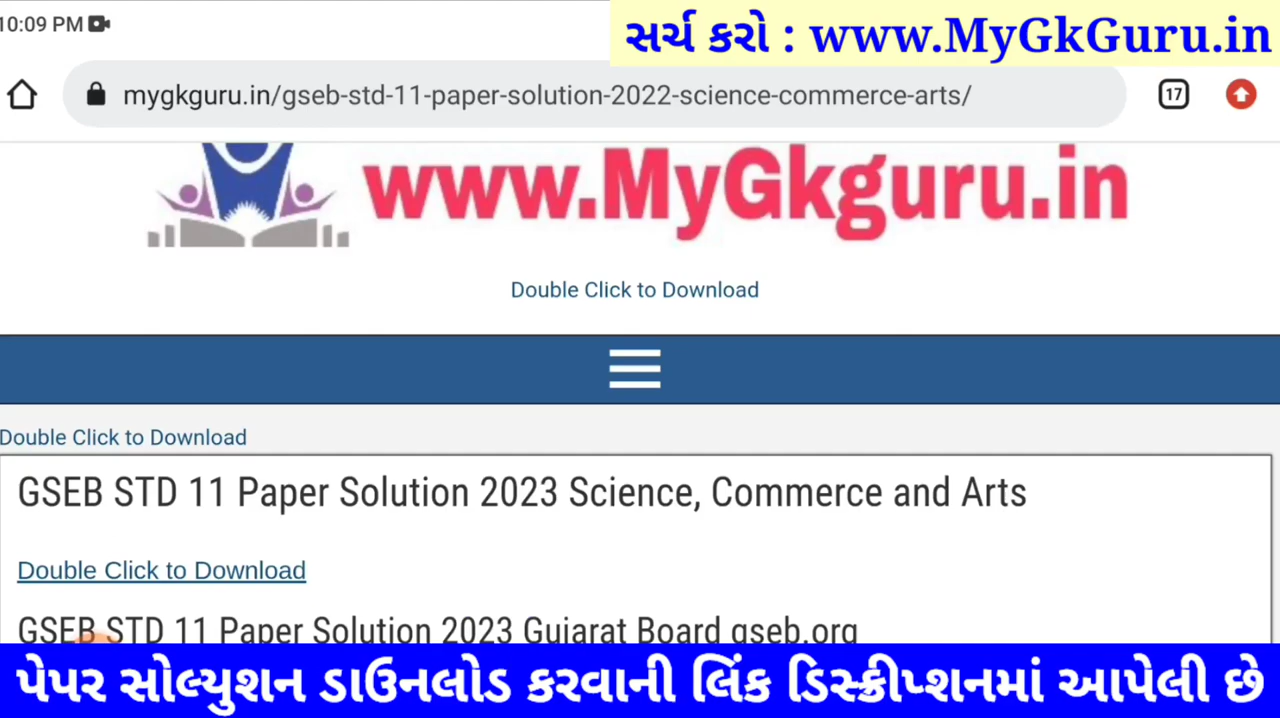 10:09 PM
સર્ચ કરો : www.MyGkGuru.in
mygkguru.in/gseb-std-11-paper-solution-2022-science-commerce-arts/
17
www.MyGkguru.in
Double Click to Download
Double Click to Download
GSEB STD 11 Paper Solution 2023 Science, Commerce and Arts
Double Click to Download
GSEB STD 11 Paper Solution 2023 Gujarat Board gseb.org
પેપર સોલ્યુશન ડાઉનલોડ કરવાની લિંક ડિસ્ક્રીપ્શનમાં આપેલી છે